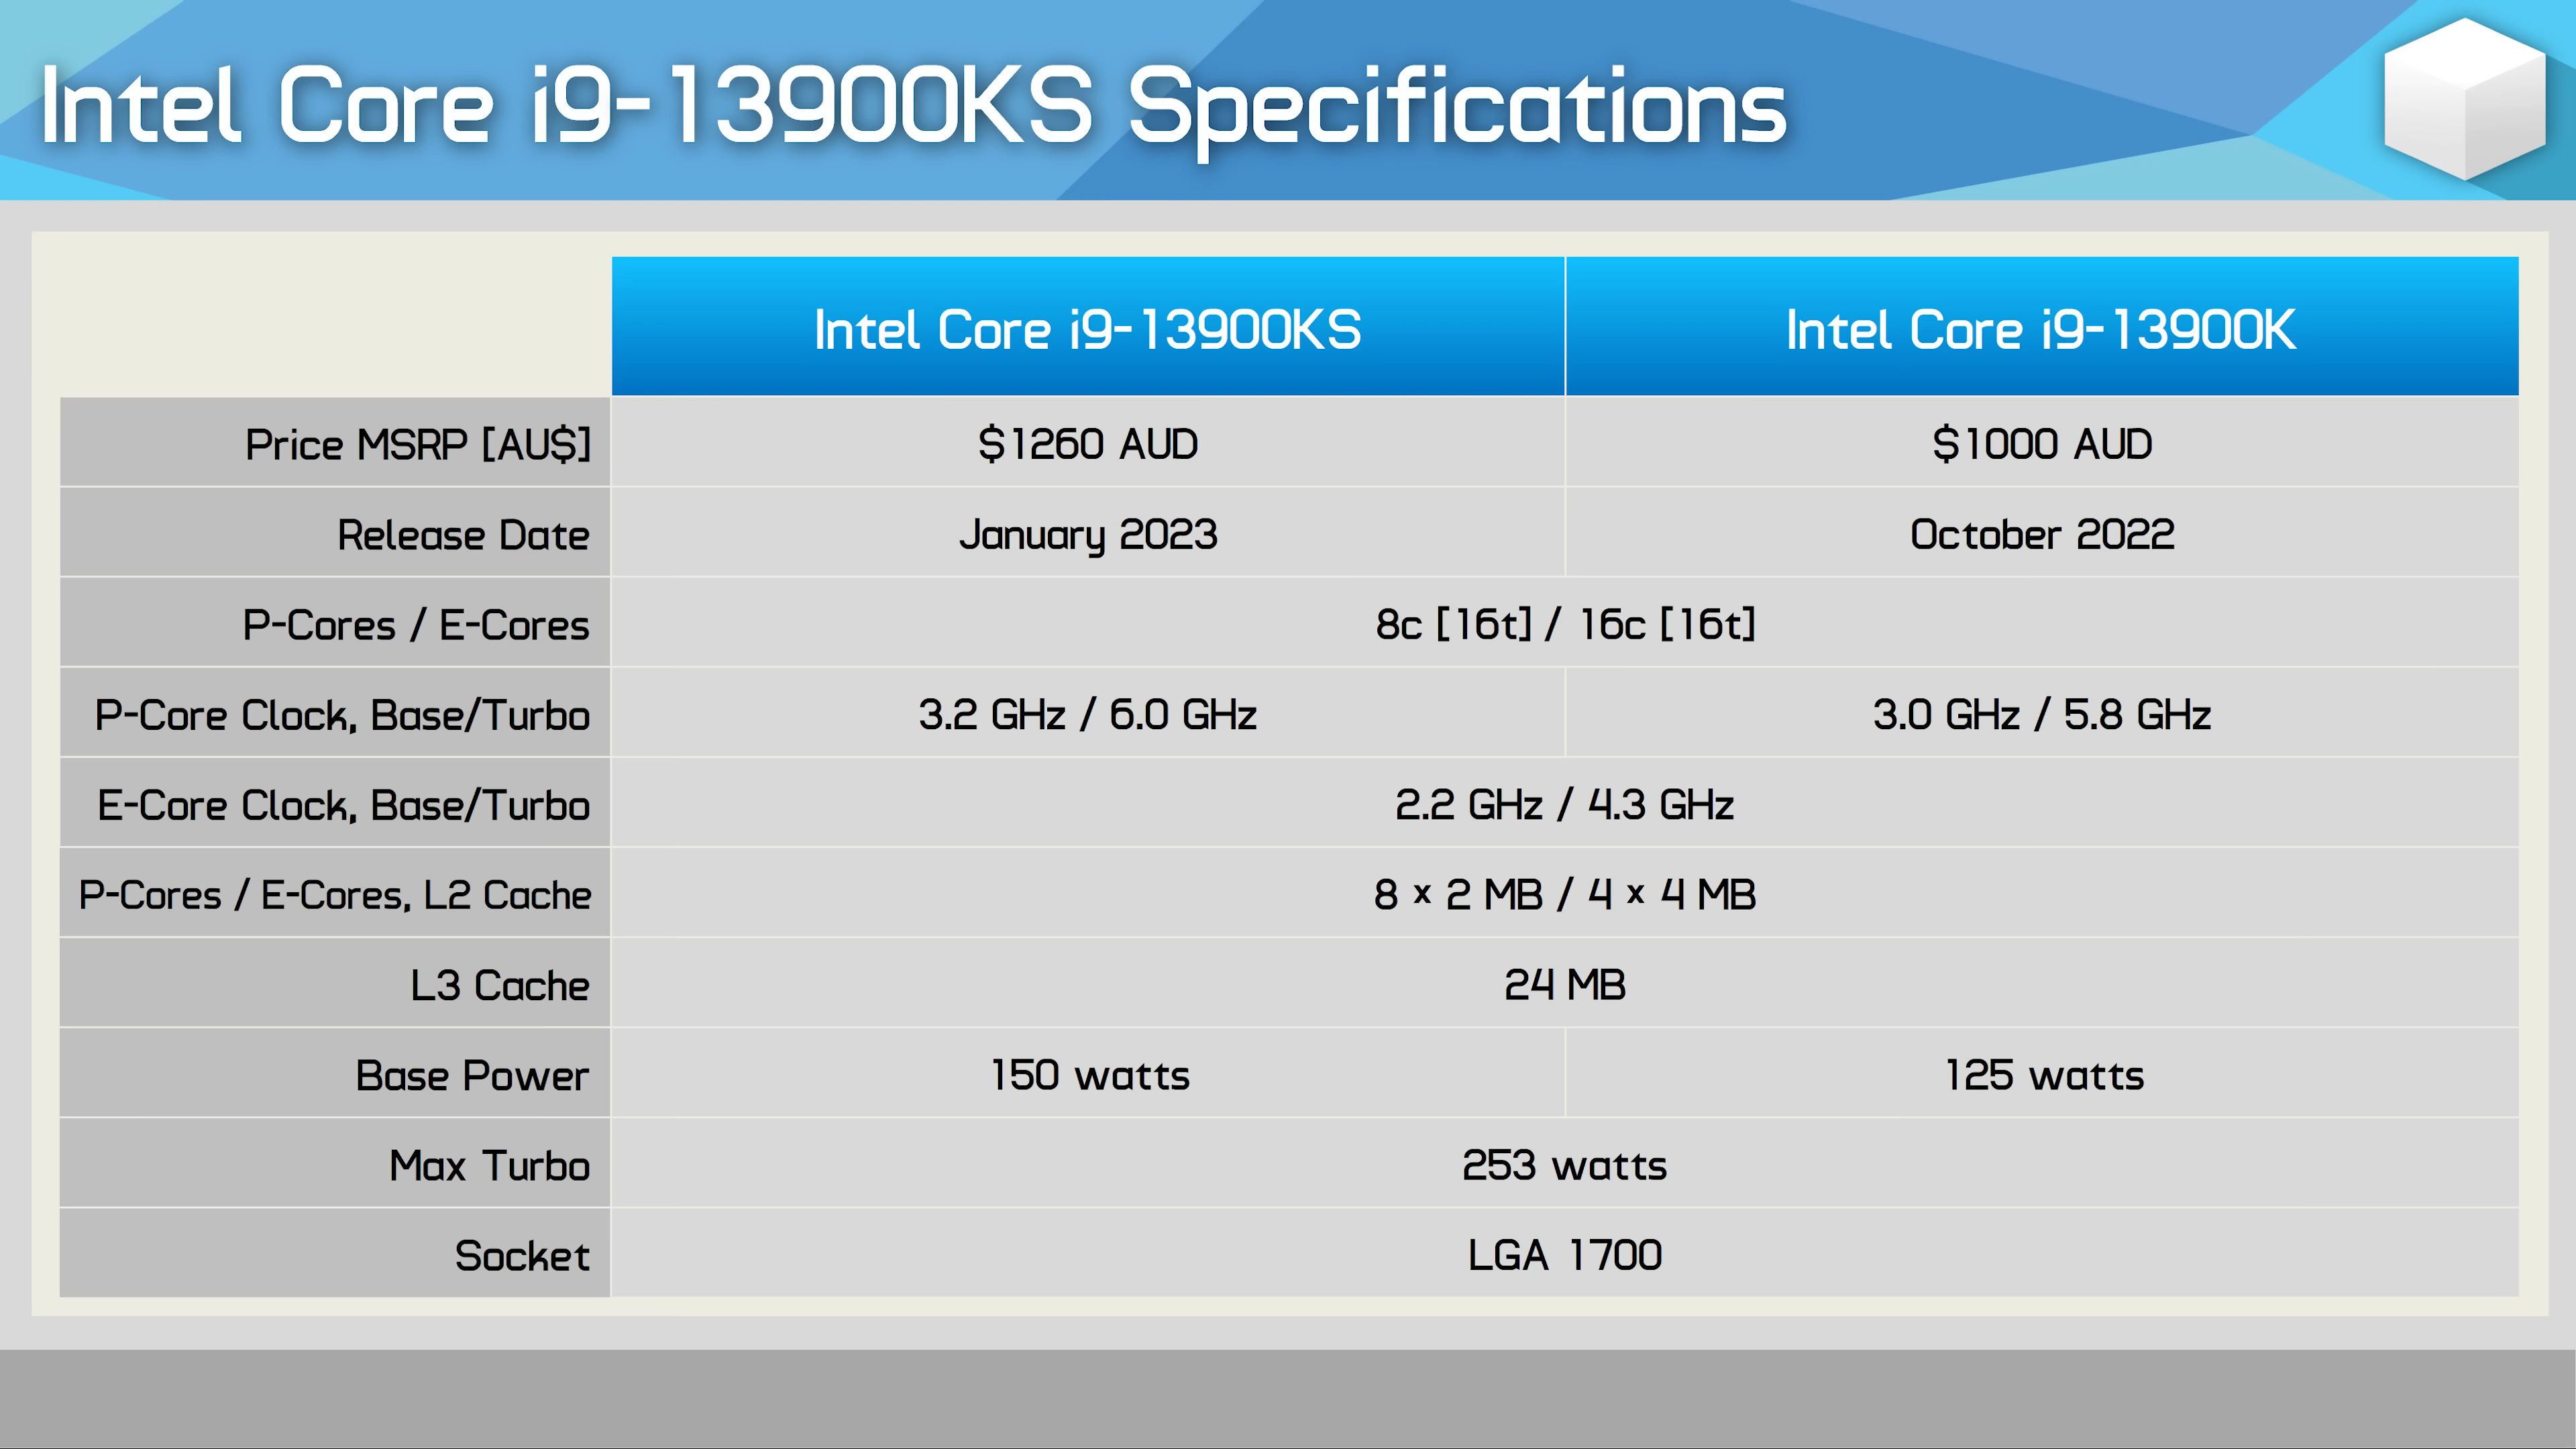 Intel Core i9-13900KS Specifications
Intel Core i9-13900KS Intel Core i9-13900K
Price MSRP [AU$] $1260 AUD $1000 AUD
Release Date January 2023 October 2022
P-Cores / E-Cores 8c [16t] / 16c [16t]
P-Core Clock, Base/Turbo 3.2 GHz / 6.0 GHz 3.0 GHz / 5.8 GHz
E-Core Clock, Base/Turbo 2.2 GHz / 4.3 GHz
P-Cores / E-Cores, L2 Cache 8 x 2 MB / 4 x 4 MB
L3 Cache 24 MB
Base Power 150 watts 125 watts
Max Turbo 253 watts
Socket LGA 1700